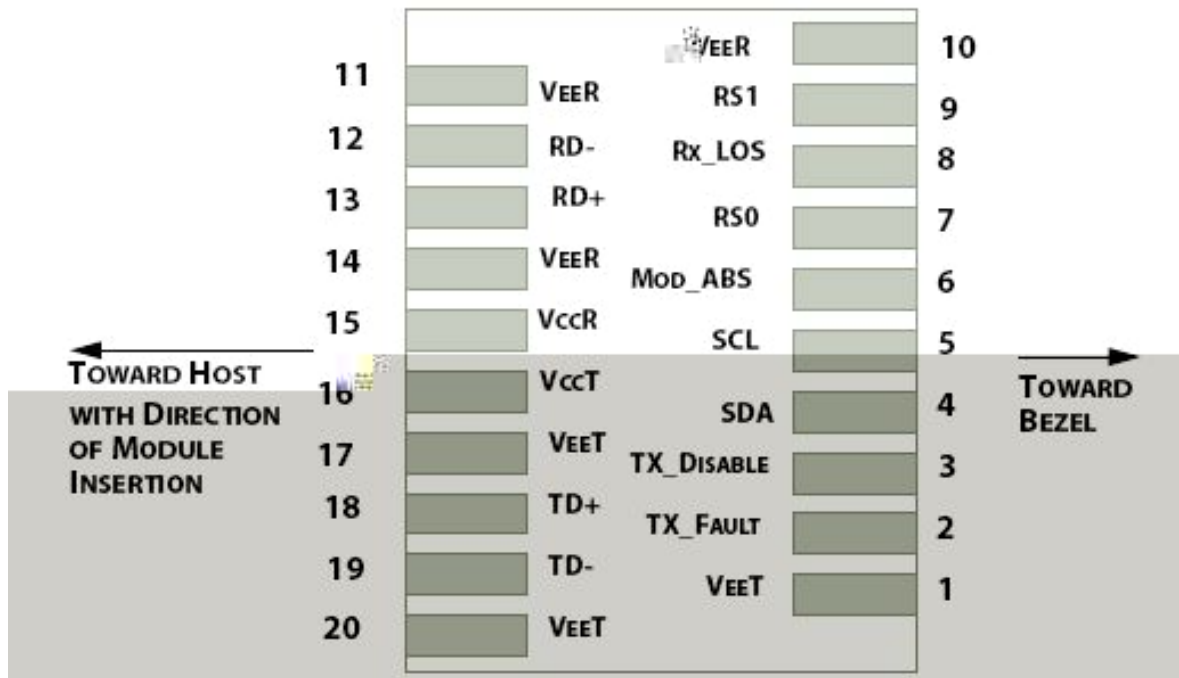 VEER 10
11 VEER
RS1 9
12 RD-
Rx_LOS 8
13 RD+
RS0 7
14 VEER
MOD_ABS 6
15 VCCR
SCL 5
TOWARD HOST
WITH DIRECTION
OF MODULE
INSERTION
16 VCCT
TOWARD
BEZEL
SDA 4
17 VEET
TX_DISABLE 3
18 TD+
TX_FAULT 2
19 TD-
VEET 1
20 VEET